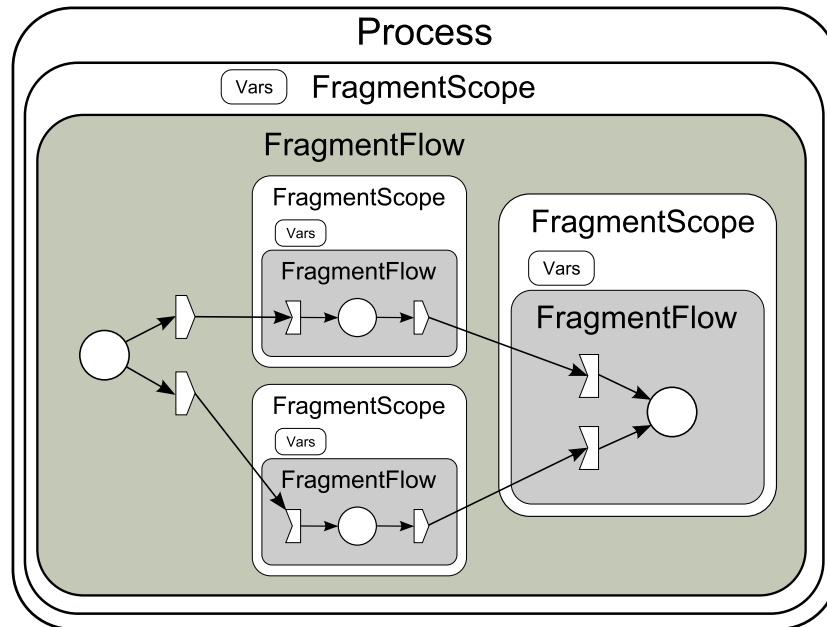 Process
Vars FragmentScope
FragmentFlow
FragmentScope
Vars
FragmentFlow
FragmentScope
Vars
FragmentFlow
FragmentScope
Vars
FragmentFlow